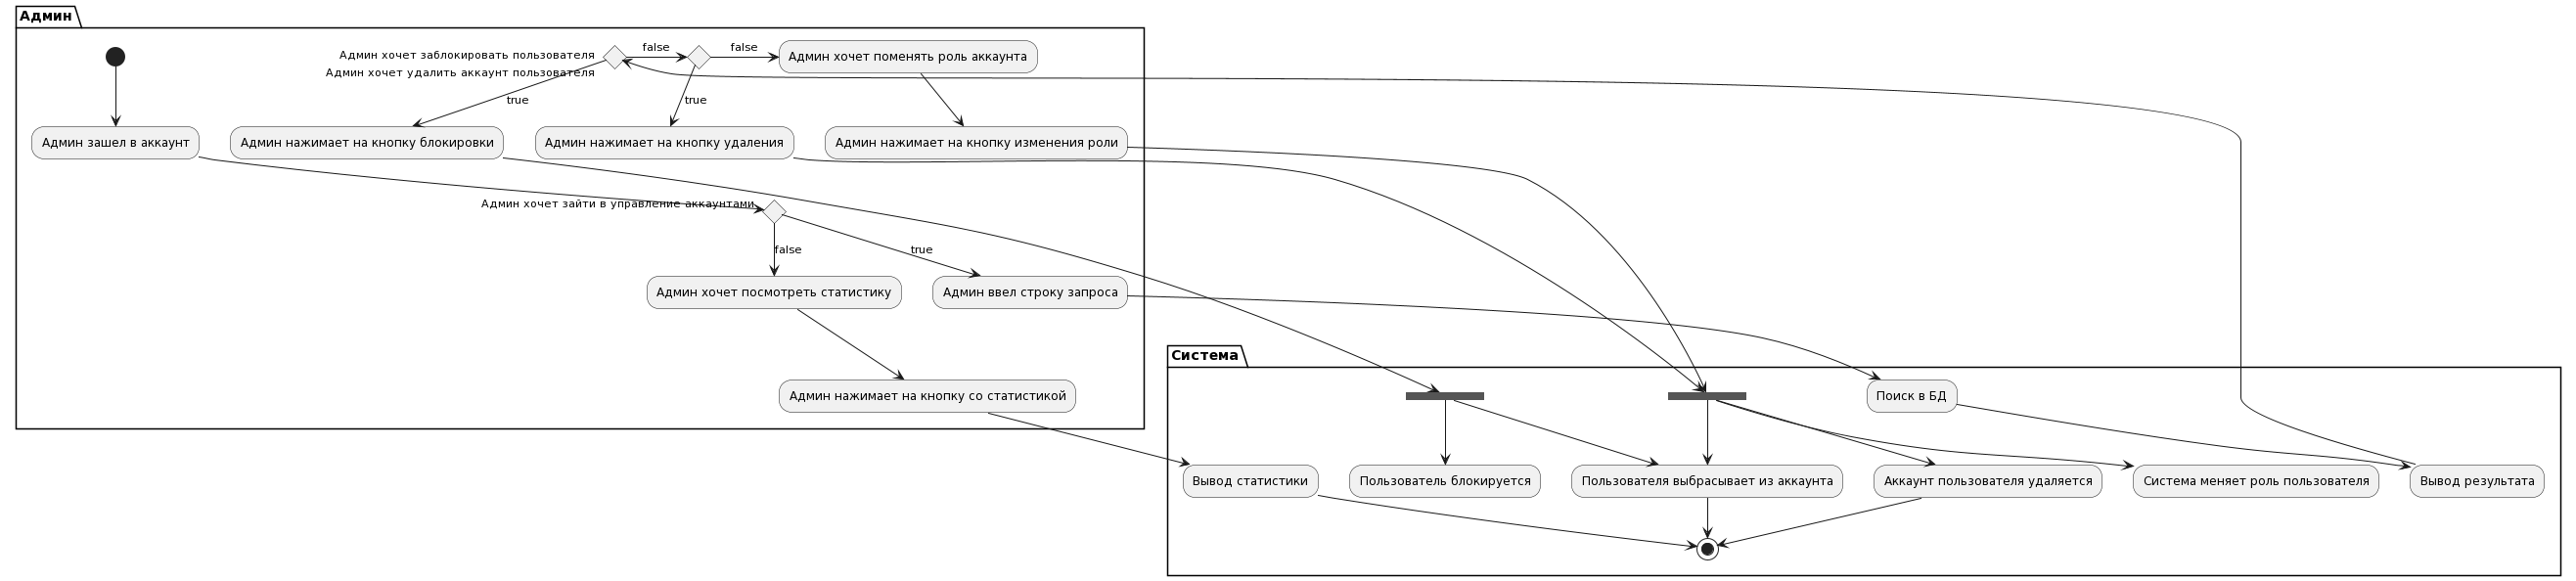 Админ
Админ хочет заблокировать пользователя
false
false
Админ хочет поменять роль аккаунта
Админ хочет удалить аккаунт пользователя
true
true
Админ зашел в аккаунт
Админ нажимает на кнопку блокировки
Админ нажимает на кнопку удаления
Админ нажимает на кнопку изменения роли
Админ хочет зайти в управление аккаунтами
false
true
Админ хочет посмотреть статистику
Админ ввел строку запроса
Админ нажимает на кнопку со статистикой
Система
Поиск в БД
Вывод статистики
Пользователь блокируется
Пользователя выбрасывает из аккаунта
Аккаунт пользователя удаляется
Система меняет роль пользователя
Вывод результата